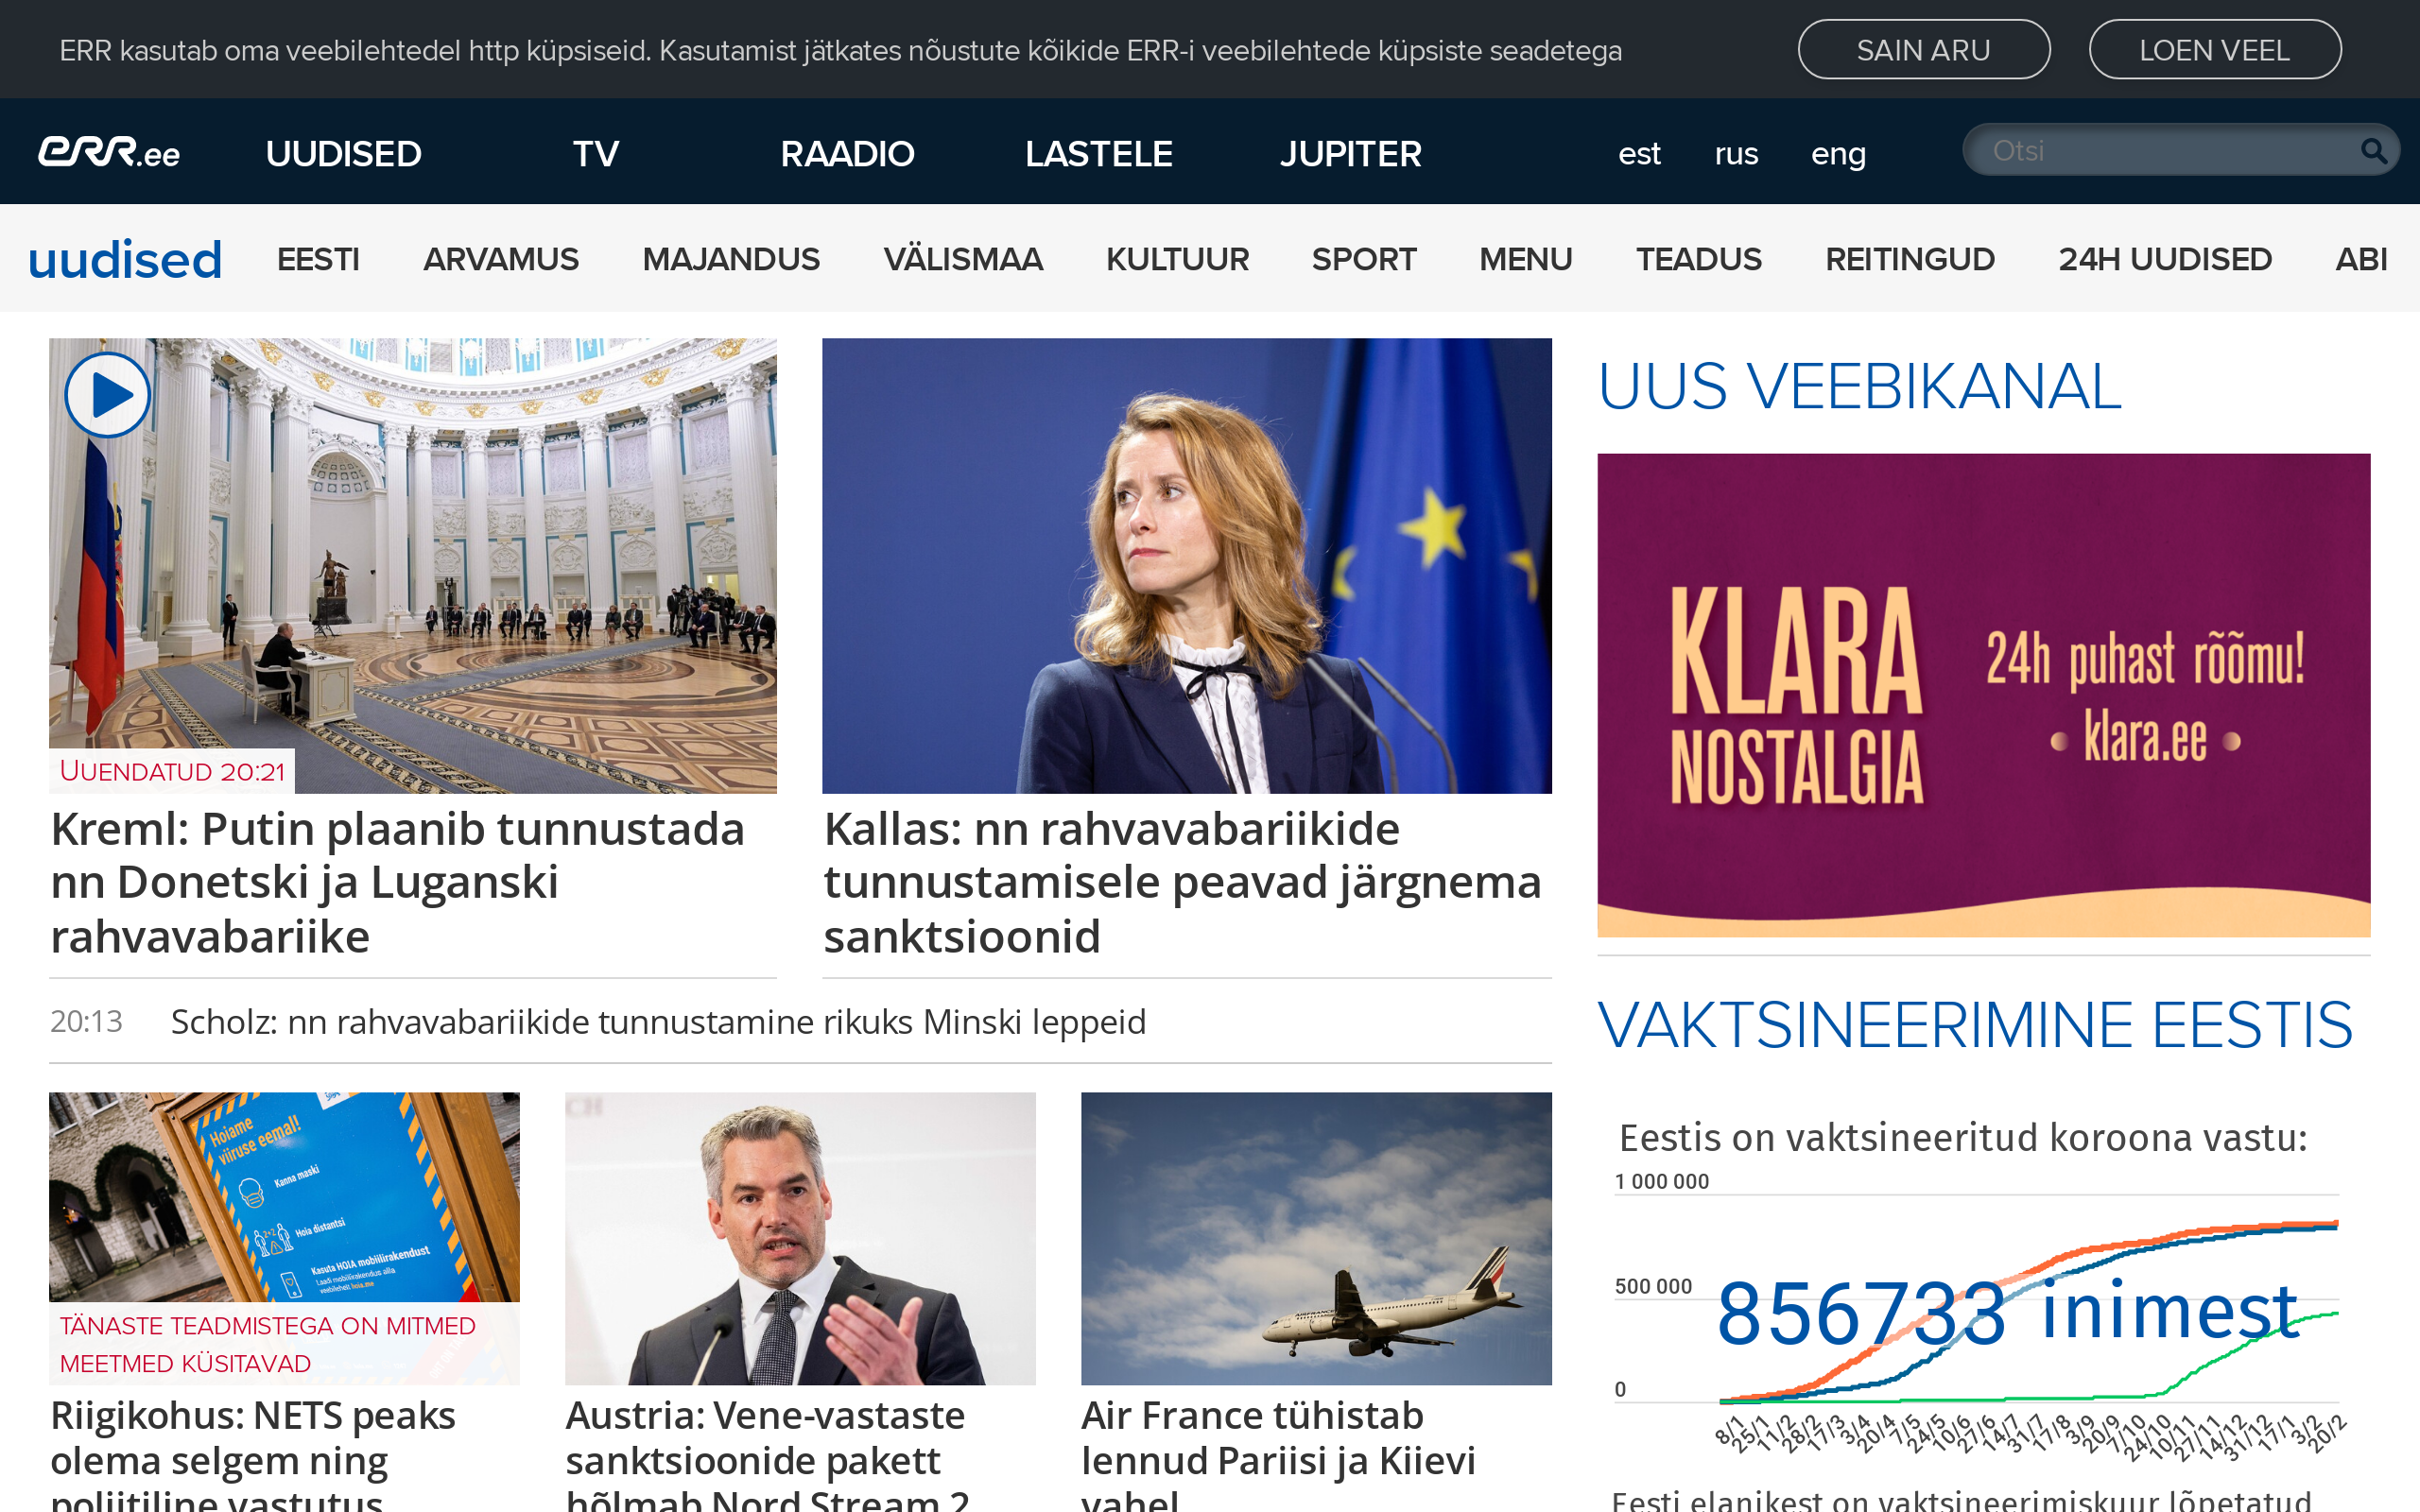 ERR kasutab oma veebilehtedel http küpsiseid. Kasutamist jätkates nõustute kõikide ERR-i veebilehtede küpsiste seadetega
SAIN ARU
LOEN VEEL
err.ee
UUDISED
TV
RAADIO
LASTELE
JUPITER
est
rus
eng
Otsi
uudised
EESTI
ARVAMUS
MAJANDUS
VÄLISMAA
KULTUUR
SPORT
MENU
TEADUS
REITINGUD
24H UUDISED
ABI
UUENDATUD 20:21
Kreml: Putin plaanib tunnustada
nn Donetski ja Luganski
rahvavabariike
Kallas: nn rahvavabariikide
tunnustamisele peavad järgnema
sanktsioonid
20:13 Scholz: nn rahvavabariikide tunnustamine rikuks Minski leppeid
Hoiame
viiruse eemal!
Kanna maski
2+2
Hoia distantsi
Kasuta HOIA mobiilirakendust
Laadi mobiilirakendus alla
veebilehelt hoia.me
TÄNASTE TEADMISTEGA ON MITMED
MEETMED KÜSITAVAD
Riigikohus: NETS peaks
olema selgem ning
poliitiline vastutus
CH
Austria: Vene-vastaste
sanktsioonide pakett
hõlmab Nord Stream 2
AIRFRANCE
Air France tühistab
lennud Pariisi ja Kiievi
vahel
UUS VEEBIKANAL
KLARA
NOSTALGIA
24h puhast rõõmu!
• klara.ee •
VAKTSINEERIMINE EESTIS
Eestis on vaktsineeritud koroona vastu:
1 000 000
500 000
856733 inimest
0
8/1
25/1
11/2
28/2
17/3
3/4
20/4
7/5
24/5
10/6
27/6
14/7
31/7
17/8
3/9
20/9
7/10
24/10
10/11
27/11
14/12
31/12
17/1
3/2
20/2
Eesti elanikest on vaktsineerimiskuur lõpetatud